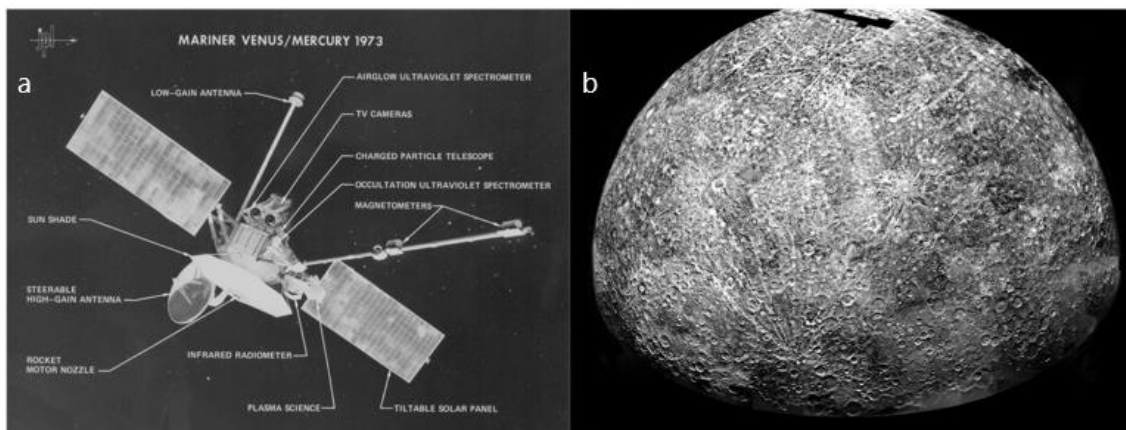 MARINER VENUS/MERCURY 1973
a
b
AIRGLOW ULTRAVIOLET SPECTROMETER
LOW-GAIN ANTENNA
TV CAMERAS
CHARGED PARTICLE TELESCOPE
OCCULTATION ULTRAVIOLET SPECTROMETER
MAGNETOMETERS
SUN SHADE
STEERABLE
HIGH-GAIN ANTENNA
ROCKET
MOTOR NOZZLE
INFRARED RADIOMETER
PLASMA SCIENCE
TILTABLE SOLAR PANEL